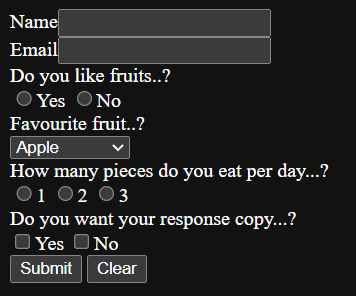 Name
Email
Do you like fruits..?
Yes No
Favourite fruit..?
Apple
How many pieces do you eat per day...?
1 2 3
Do you want your response copy...?
Yes No
Submit Clear